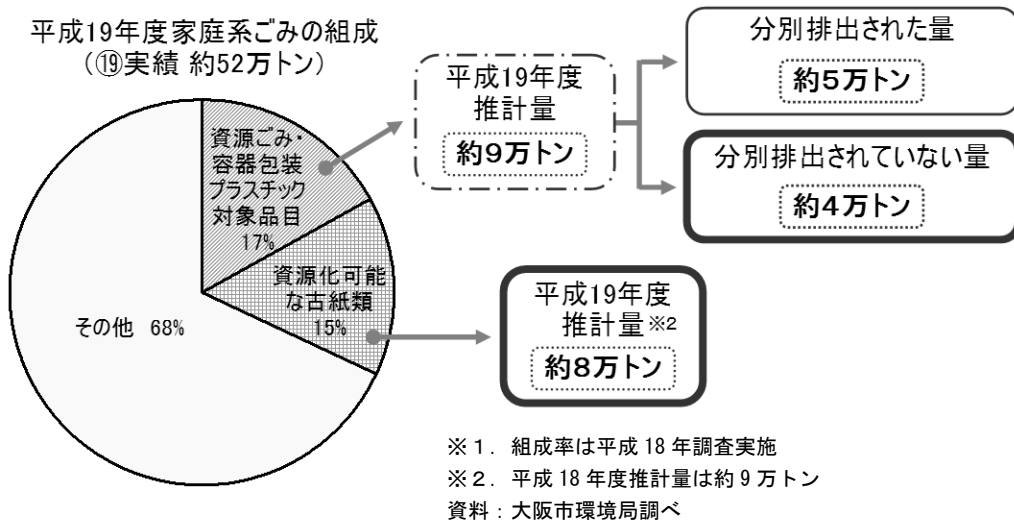 平成19年度家庭系ごみの組成
（⑲実績 約52万トン）
資源ごみ・
容器包装
プラスチック
対象品目
17%
資源化可能
な古紙類
15%
その他 68%
平成19年度
推計量
約9万トン
分別排出された量
約5万トン
分別排出されていない量
約4万トン
平成19年度
推計量※2
約8万トン
※１．組成率は平成 18 年調査実施
※２．平成 18 年度推計量は約 9 万トン
資料：大阪市環境局調べ